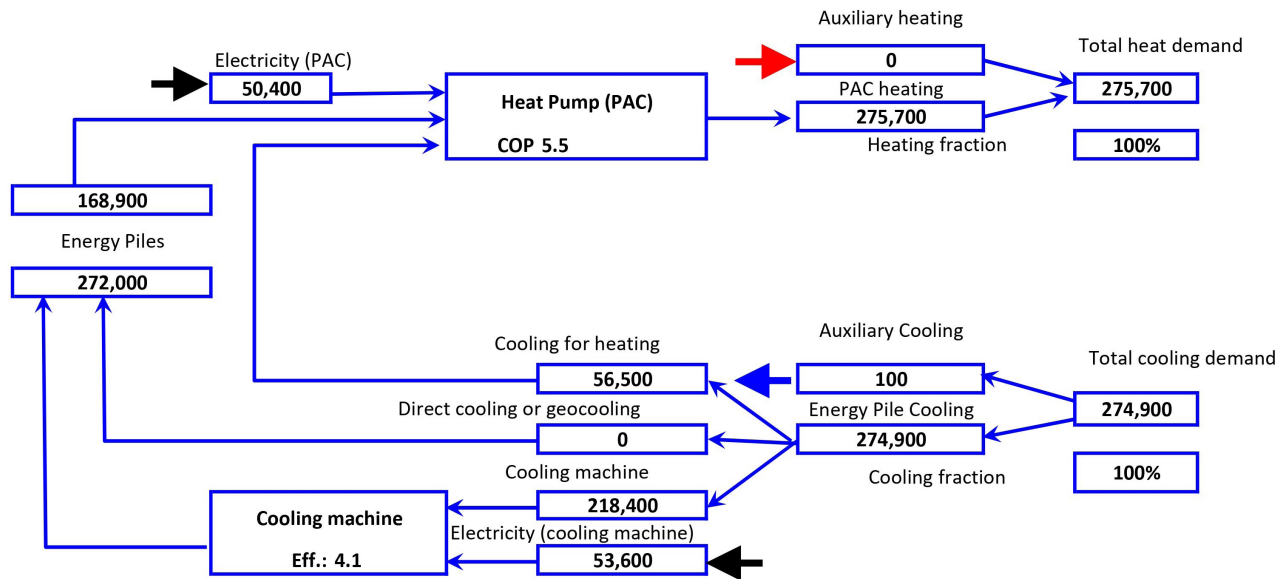 Auxiliary heating
Electricity (PAC)
0
Total heat demand
50,400
Heat Pump (PAC)
PAC heating
275,700
COP 5.5
275,700
Heating fraction
100%
168,900
Energy Piles
272,000
Auxiliary Cooling
Cooling for heating
Total cooling demand
56,500
100
Direct cooling or geocooling
Energy Pile Cooling
274,900
0
274,900
Cooling machine
Cooling fraction
100%
218,400
Cooling machine
Electricity (cooling machine)
Eff.: 4.1
53,600